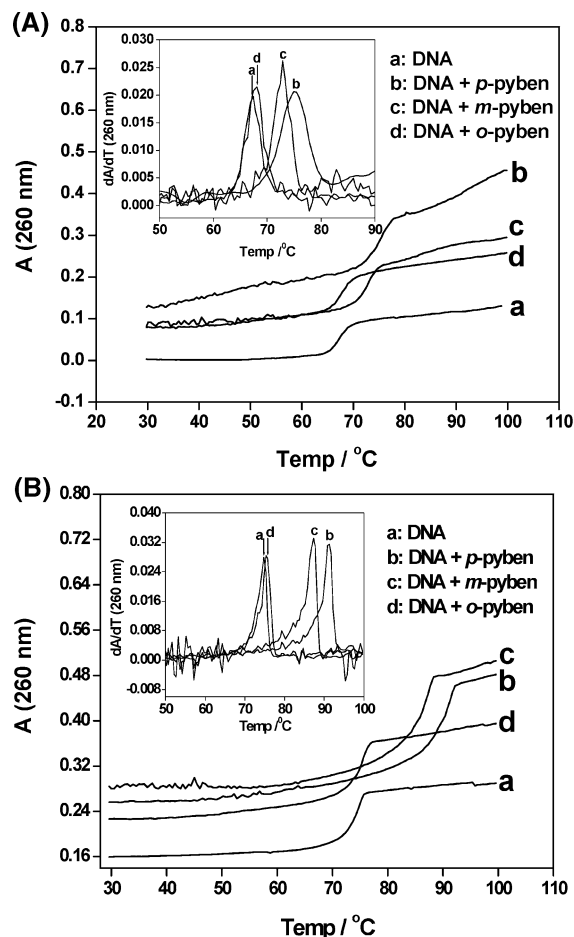 (A)
0.8
0.7
0.6
0.5
0.4
0.3
0.2
0.1
0.0
-0.1
20 30 40 50 60 70 80 90 100 110
A (260 nm)
Temp / °C
0.030
0.025
0.020
0.015
0.010
0.005
0.000
50 60 70 80 90
dA/dT (260 nm)
Temp /°C
a d c b
a: DNA
b: DNA + p-pyben
c: DNA + m-pyben
d: DNA + o-pyben
b
c
d
a
(B)
0.80
0.72
0.64
0.56
0.48
0.40
0.32
0.24
0.16
30 40 50 60 70 80 90 100 110
A (260 nm)
Temp / °C
0.040
0.032
0.024
0.016
0.008
0.000
-0.008
50 60 70 80 90 100
dA/dT (260 nm)
Temp/°C
a d c b
a: DNA
b: DNA + p-pyben
c: DNA + m-pyben
d: DNA + o-pyben
c
b
d
a